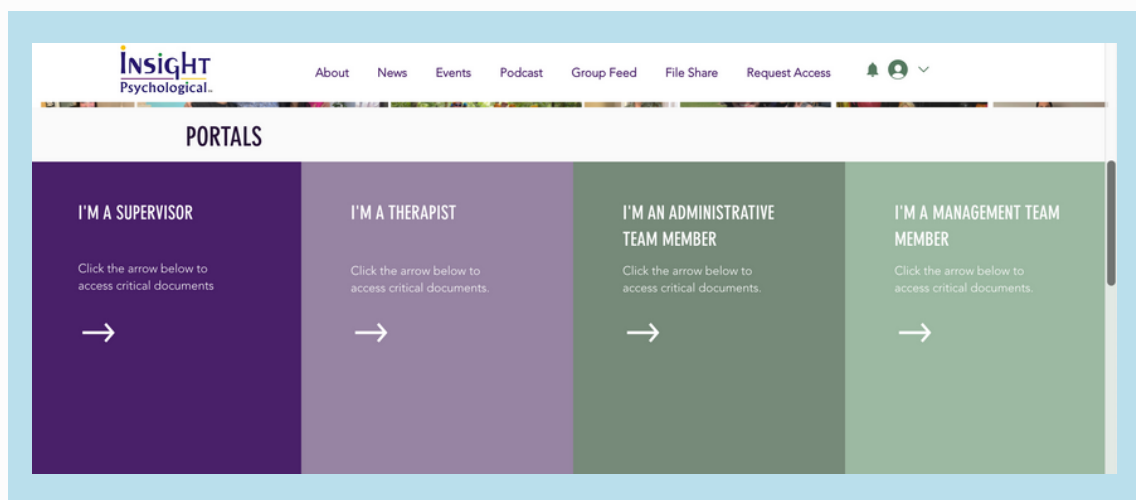 InSigHT
Psychological™
About News Events Podcast Group Feed File Share Request Access
PORTALS
I'M A SUPERVISOR
Click the arrow below to
access critical documents
I'M A THERAPIST
Click the arrow below to
access critical documents.
I'M AN ADMINISTRATIVE
TEAM MEMBER
Click the arrow below to
access critical documents.
I'M A MANAGEMENT TEAM
MEMBER
Click the arrow below to
access critical documents.